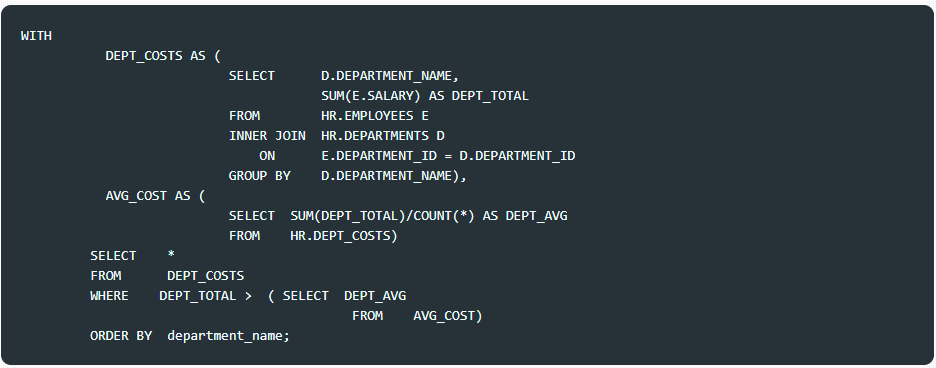 WITH
DEPT_COSTS AS (
SELECT D.DEPARTMENT_NAME,
SUM(E.SALARY) AS DEPT_TOTAL
FROM HR.EMPLOYEES E
INNER JOIN HR.DEPARTMENTS D
ON E.DEPARTMENT_ID = D.DEPARTMENT_ID
GROUP BY D.DEPARTMENT_NAME),
AVG_COST AS (
SELECT SUM(DEPT_TOTAL)/COUNT(*) AS DEPT_AVG
FROM HR.DEPT_COSTS)
SELECT *
FROM DEPT_COSTS
WHERE DEPT_TOTAL > ( SELECT DEPT_AVG
FROM AVG_COST)
ORDER BY department_name;